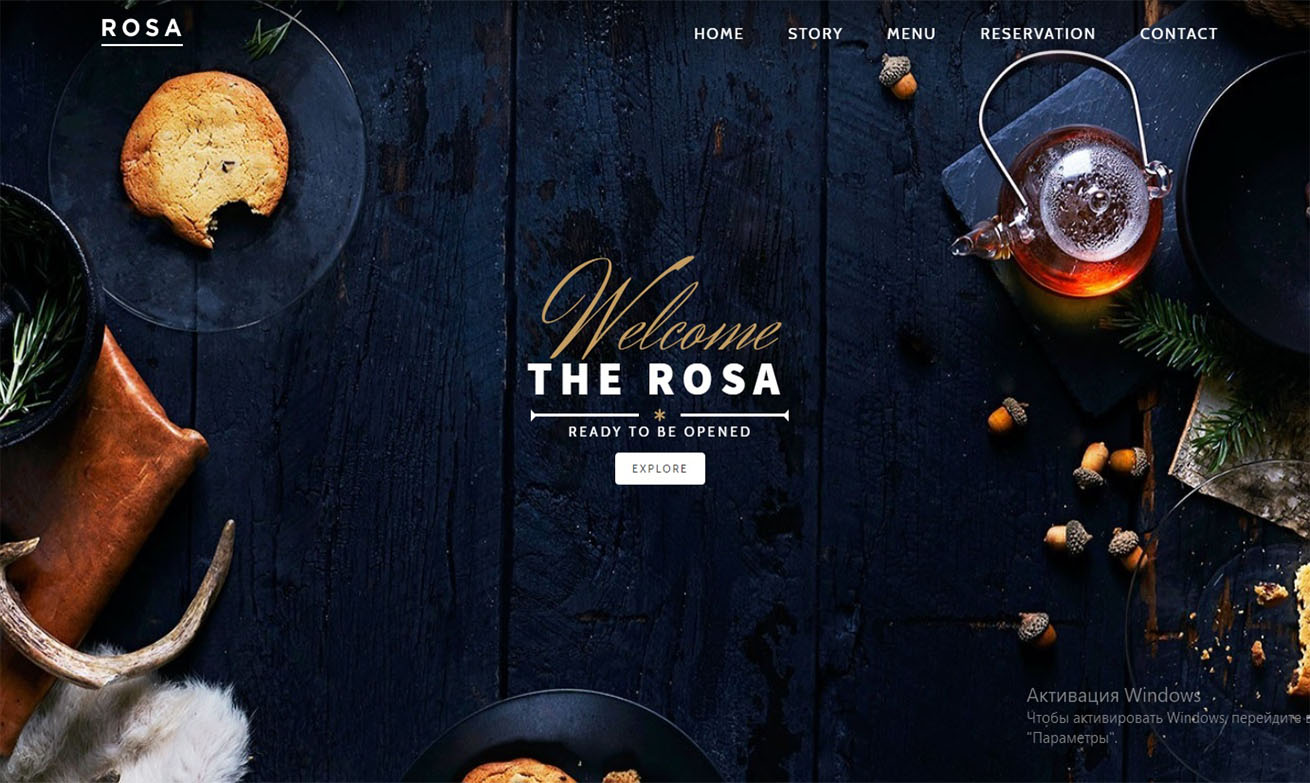 ROSA
HOME STORY MENU RESERVATION CONTACT
Welcome
THE ROSA
READY TO BE OPENED
EXPLORE
Активация Windows
Чтобы активировать Windows, перейдите в
"Параметры".